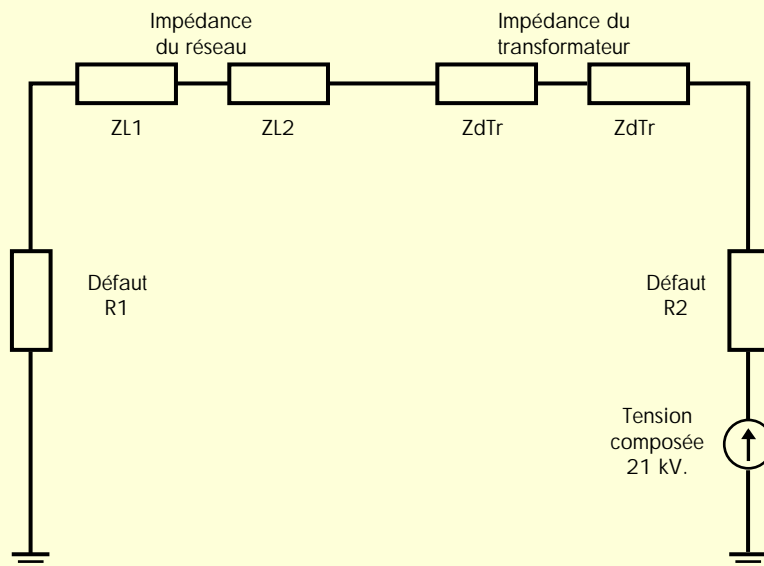 Impédance
du réseau
Impédance du
transformateur
ZL1
ZL2
ZdTr
ZdTr
Défaut
R1
Défaut
R2
Tension
composée
21 kV.